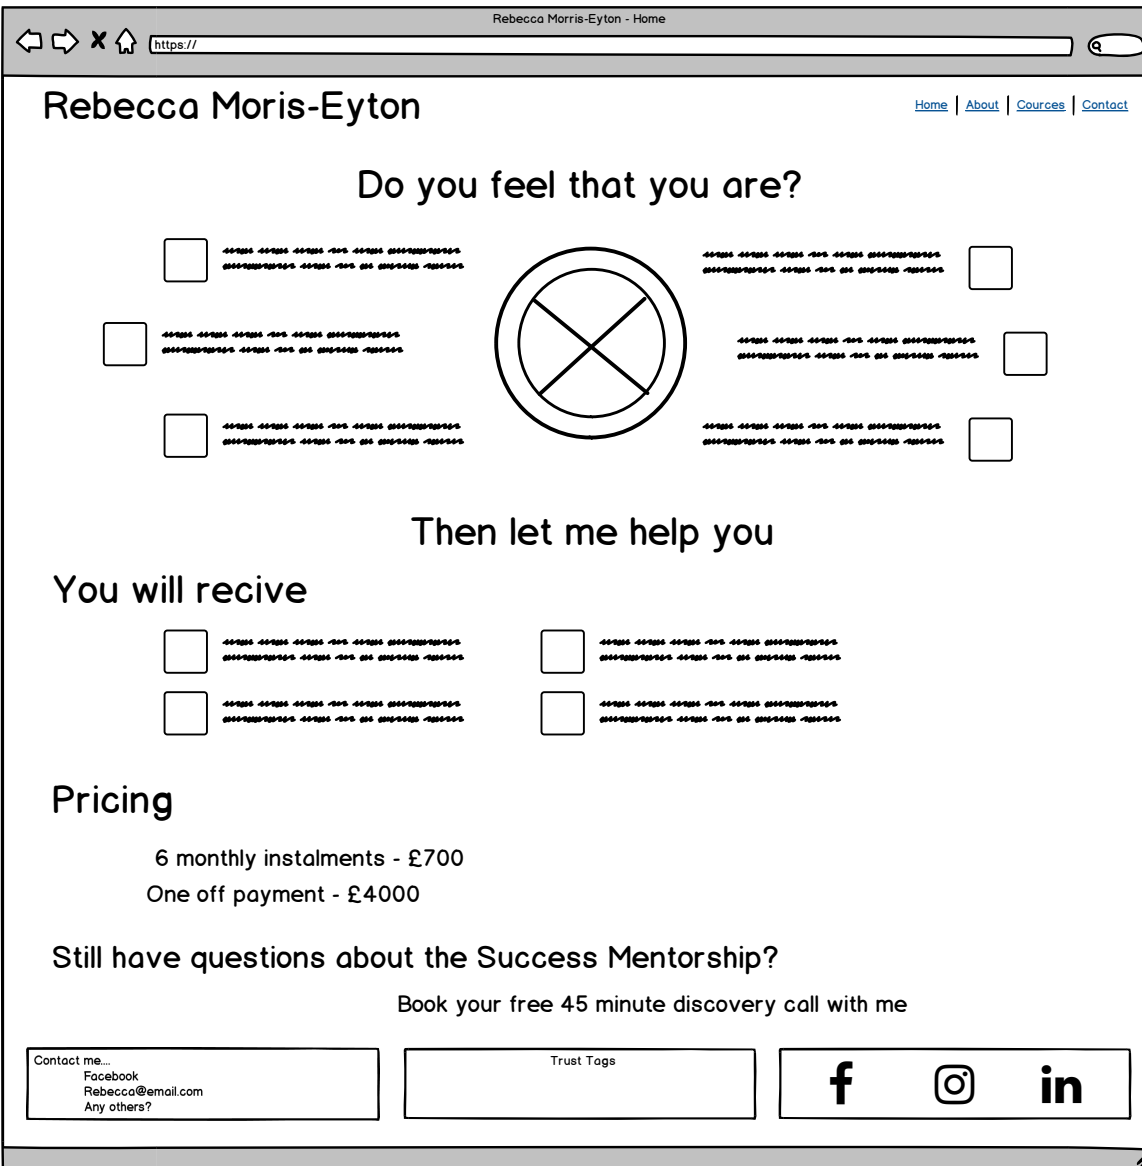 Rebecca Morris-Eyton - Home
https://
Rebecca Moris-Eyton
Home | About | Cources | Contact
Do you feel that you are?
Then let me help you
You will recive
Pricing
6 monthly instalments - £700
One off payment - £4000
Still have questions about the Success Mentorship?
Book your free 45 minute discovery call with me
Contact me....
Facebook
Rebecca@email.com
Any others?
Trust Tags
f
in